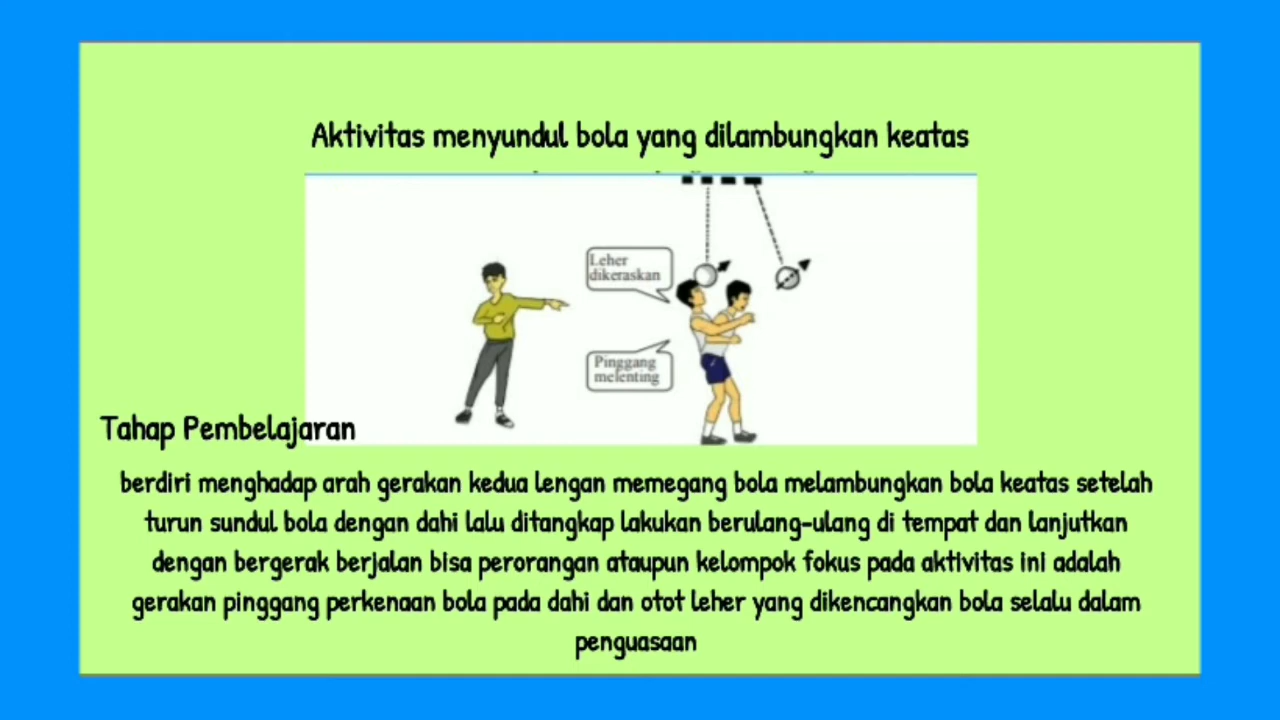 Aktivitas menyundul bola yang dilambungkan keatas
Leher
dikeraskan
Pinggang
melenting
Tahap Pembelajaran
berdiri menghadap arah gerakan kedua lengan memegang bola melambungkan bola keatas setelah
turun sundul bola dengan dahi lalu ditangkap lakukan berulang-ulang di tempat dan lanjutkan
dengan bergerak berjalan bisa perorangan ataupun kelompok fokus pada aktivitas ini adalah
gerakan pinggang perkenaan bola pada dahi dan otot leher yang dikencangkan bola selalu dalam
penguasaan